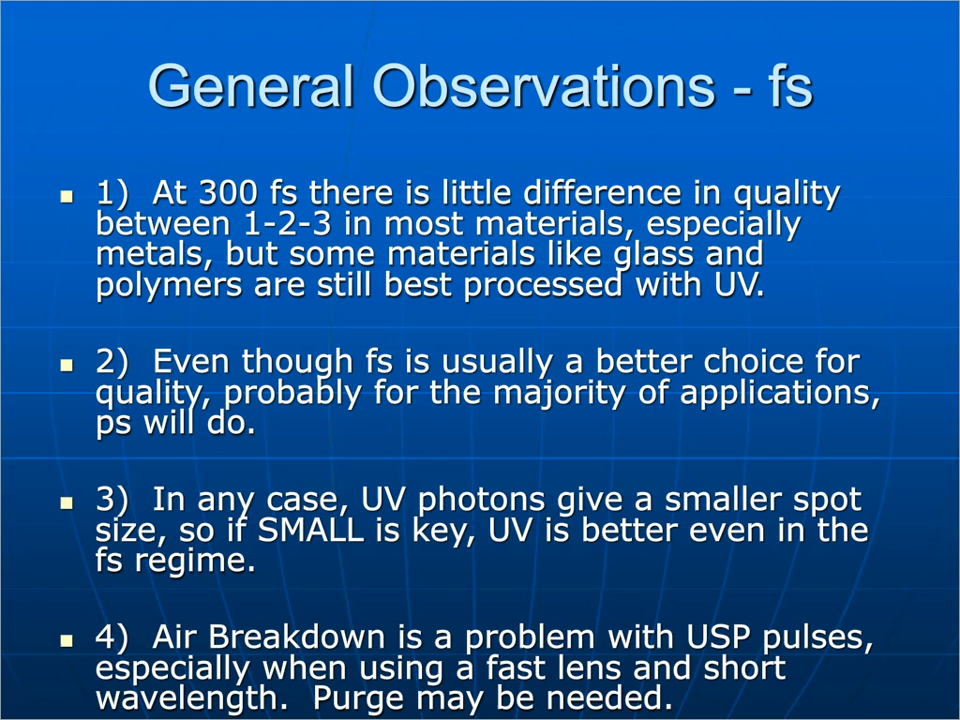 General Observations - fs
1)  At 300 fs there is little difference in quality
between 1-2-3 in most materials, especially
metals, but some materials like glass and
polymers are still best processed with UV.
2)  Even though fs is usually a better choice for
quality, probably for the majority of applications,
ps will do.
3)  In any case, UV photons give a smaller spot
size, so if SMALL is key, UV is better even in the
fs regime.
4)  Air Breakdown is a problem with USP pulses,
especially when using a fast lens and short
wavelength.  Purge may be needed.